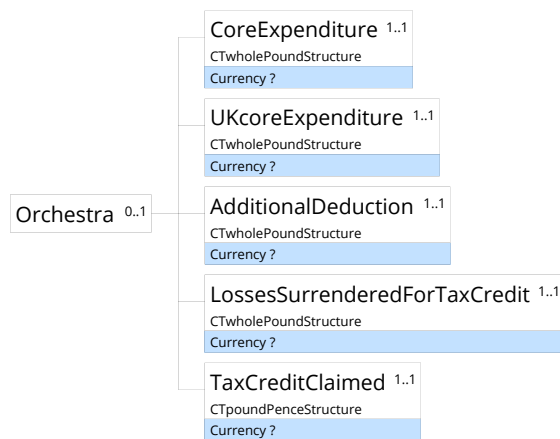 CoreExpenditure 1..1
CTwholePoundStructure
Currency ?
UKcoreExpenditure 1..1
CTwholePoundStructure
Currency ?
Orchestra 0..1
AdditionalDeduction 1..1
CTwholePoundStructure
Currency ?
LossesSurrenderedForTaxCredit 1..1
CTwholePoundStructure
Currency ?
TaxCreditClaimed 1..1
CTpoundPenceStructure
Currency ?